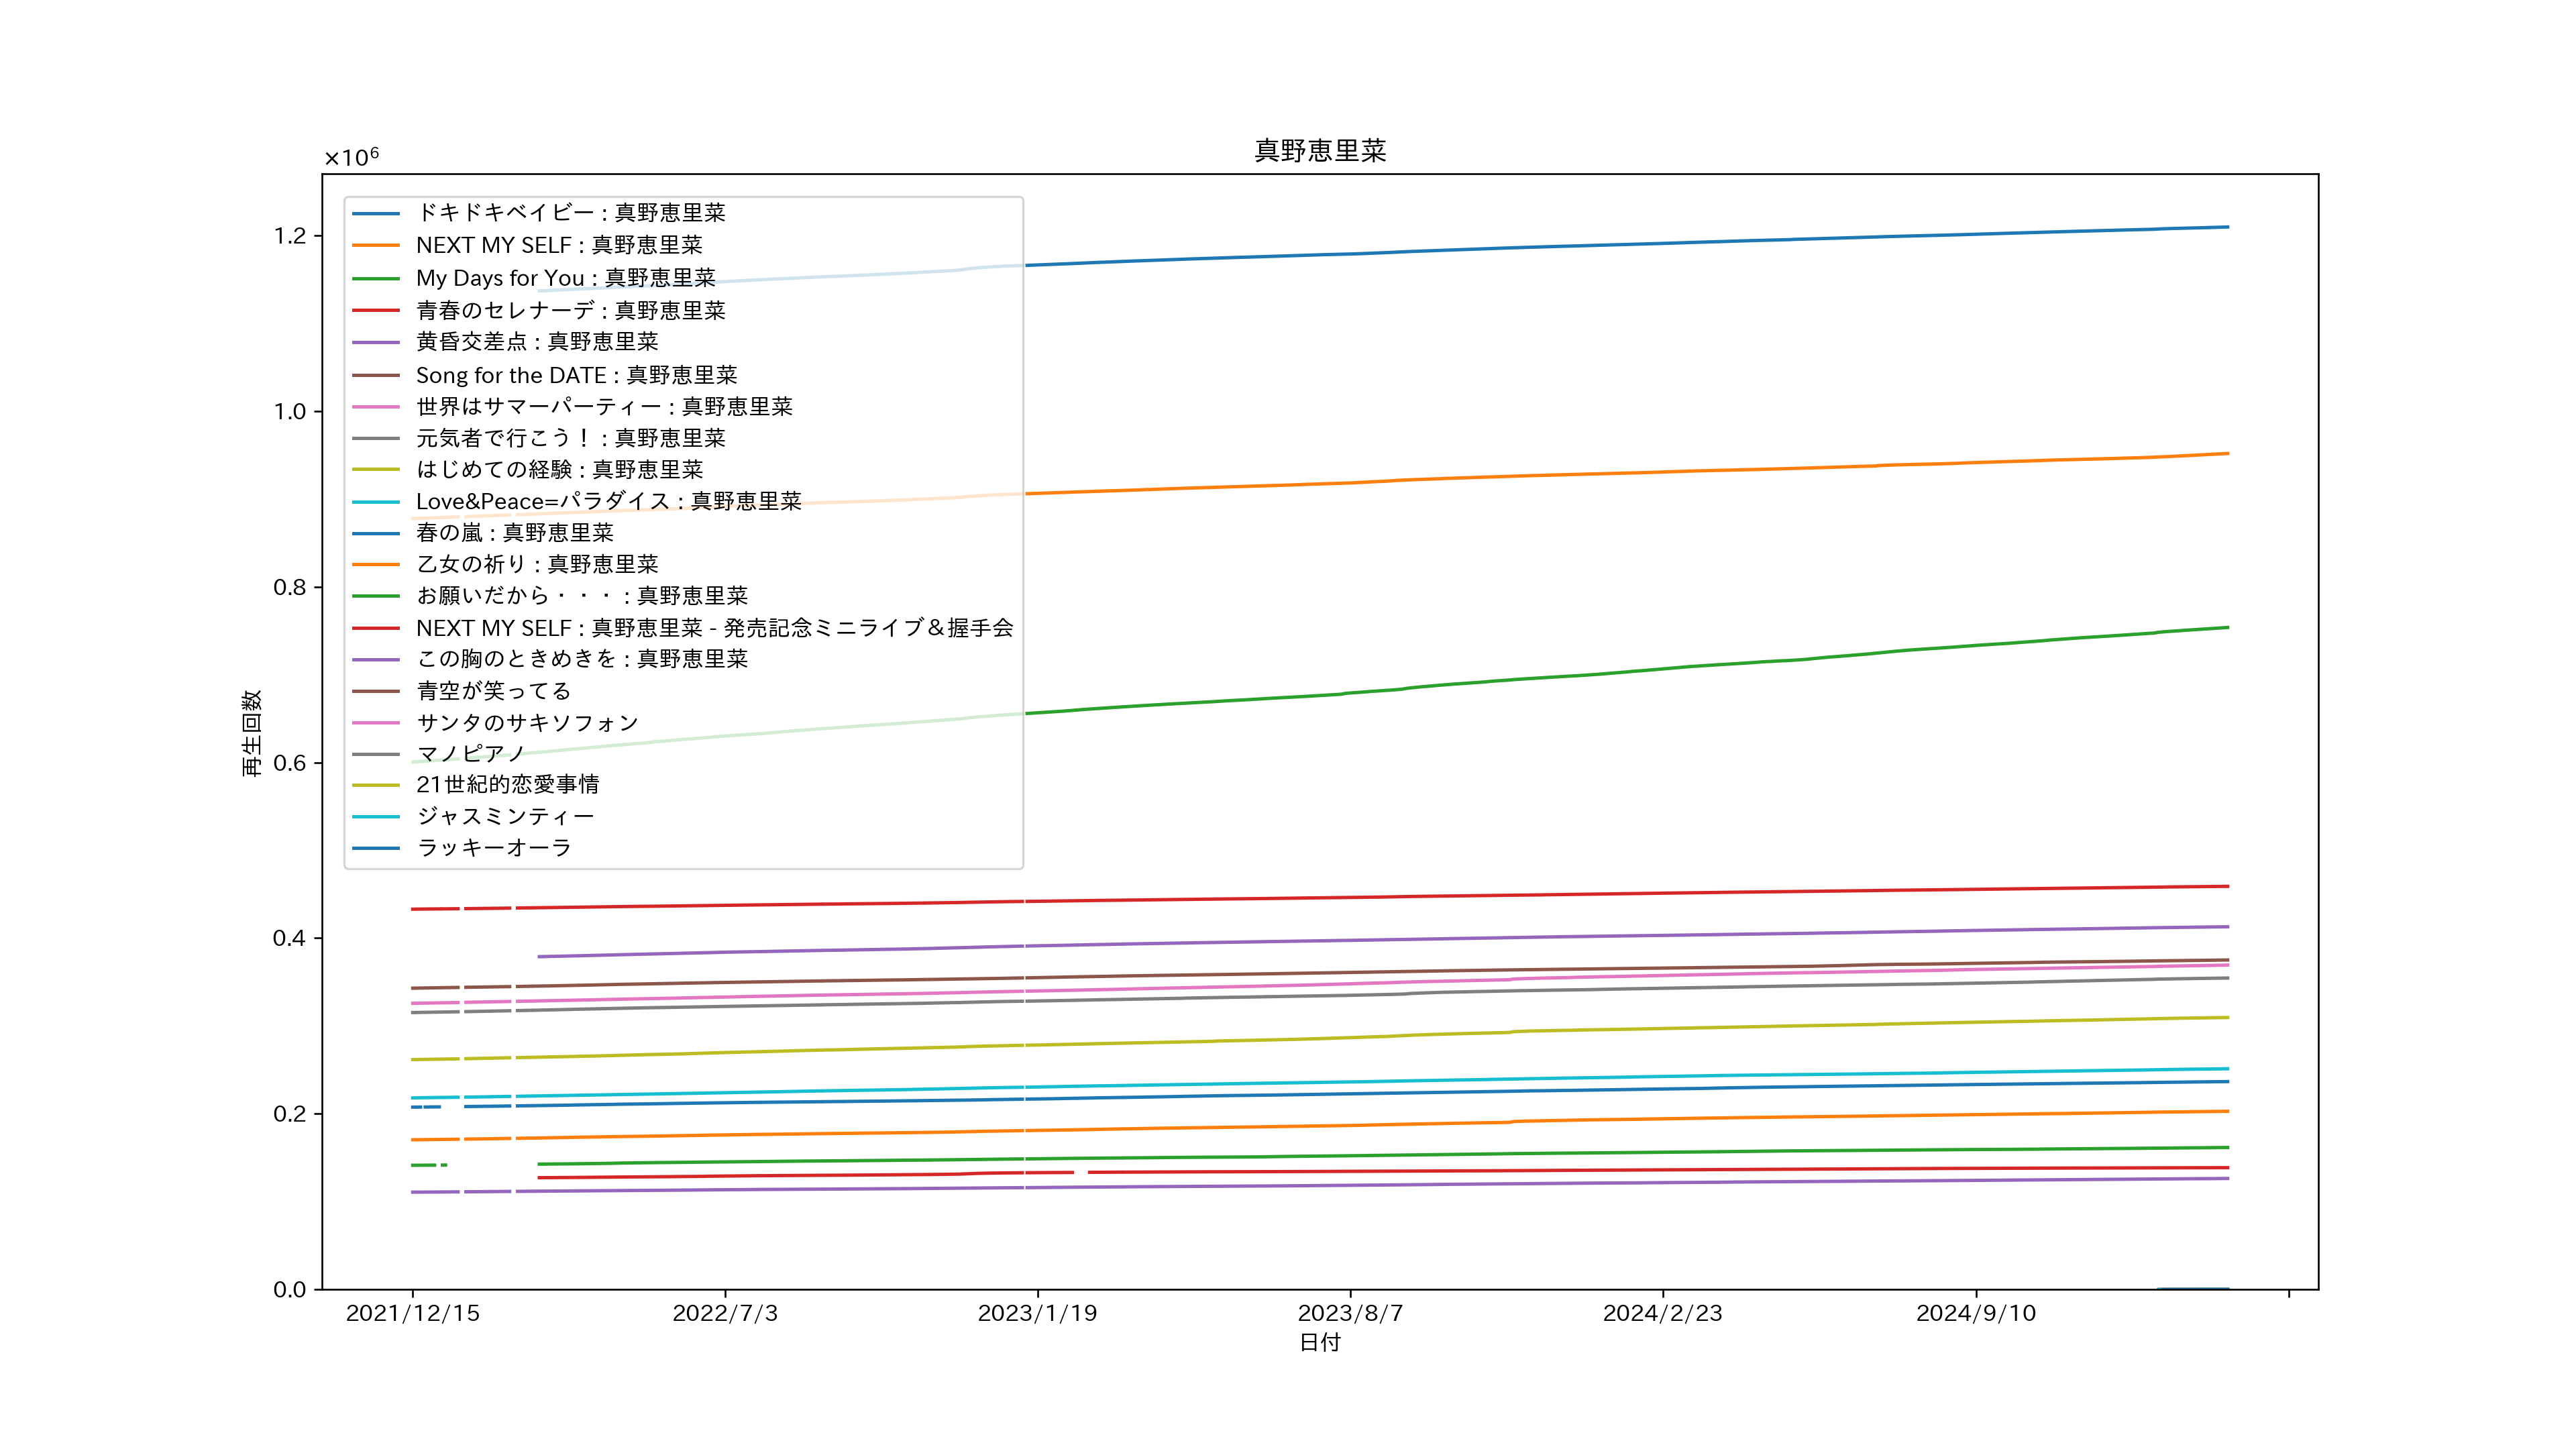 真野恵里菜
×10⁶
1.2
1.0
0.8
0.6
0.4
0.2
0.0
再生回数
ドキドキベイビー : 真野恵里菜
NEXT MY SELF : 真野恵里菜
My Days for You : 真野恵里菜
青春のセレナーデ : 真野恵里菜
黄昏交差点 : 真野恵里菜
Song for the DATE : 真野恵里菜
世界はサマーパーティー : 真野恵里菜
元気者で行こう！ : 真野恵里菜
はじめての経験 : 真野恵里菜
Love&Peace=パラダイス : 真野恵里菜
春の嵐 : 真野恵里菜
乙女の祈り : 真野恵里菜
お願いだから・・・ : 真野恵里菜
NEXT MY SELF : 真野恵里菜 - 発売記念ミニライブ＆握手会
この胸のときめきを : 真野恵里菜
青空が笑ってる
サンタのサキソフォン
マノピアノ
21世紀的恋愛事情
ジャスミンティー
ラッキーオーラ
2021/12/15
2022/7/3
2023/1/19
2023/8/7
2024/2/23
2024/9/10
日付